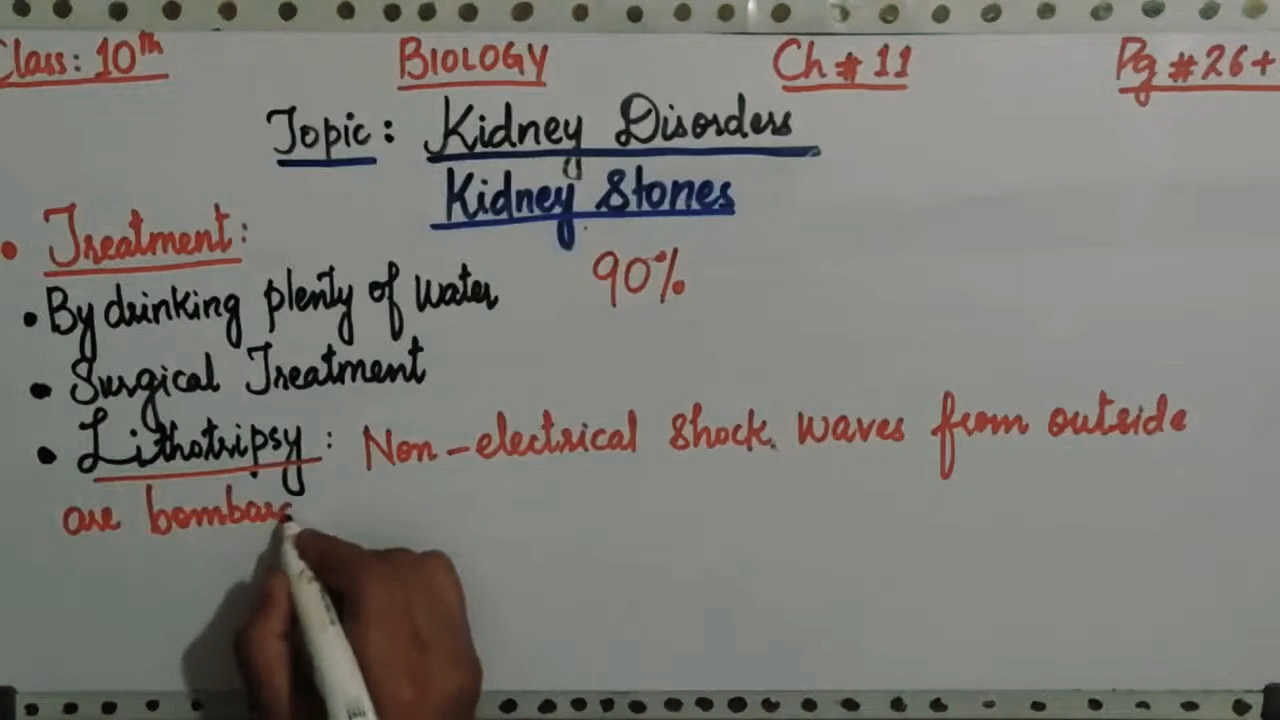 Class: 10th BIOLOGY Ch # 11 Pg # 26+
Topic: Kidney Disorders
Kidney Stones
• Treatment:
90%
• By drinking plenty of water
• Surgical Treatment
• Lithotripsy: Non-electrical shock waves from outside
are bombard